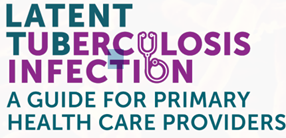 LATENT
TUBERCULOSIS
INFECTION
A GUIDE FOR PRIMARY
HEALTH CARE PROVIDERS